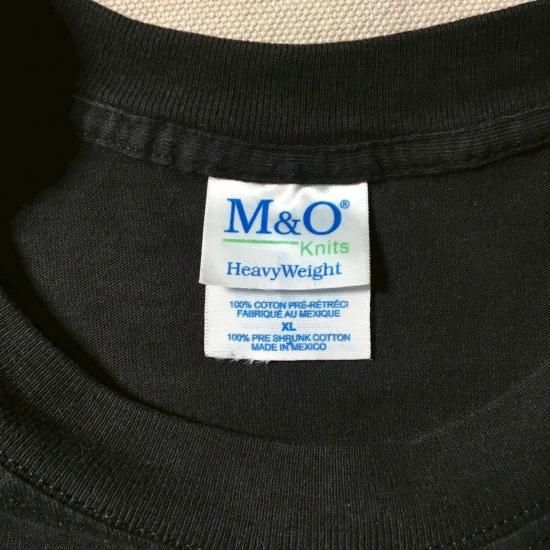 M&O®
Knits
HeavyWeight
100% COTON PRÉ-RÉTRÉCI
FABRIQUÉ AU MEXIQUE
XL
100% PRE SHRUNK COTTON
MADE IN MEXICO